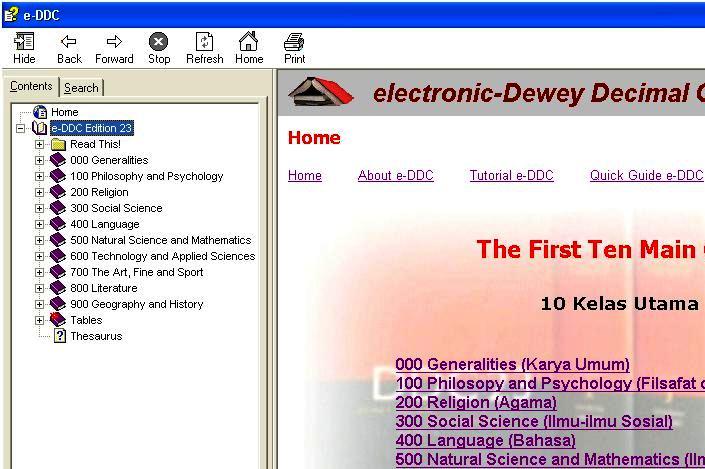 e-DDC
Hide Back Forward Stop Refresh Home Print
Contents Search
Home
e-DDC Edition 23
Read This!
000 Generalities
100 Philosophy and Psychology
200 Religion
300 Social Science
400 Language
500 Natural Science and Mathematics
600 Technology and Applied Sciences
700 The Art, Fine and Sport
800 Literature
900 Geography and History
Tables
Thesaurus
electronic-Dewey Decimal
Home
Home About e-DDC Tutorial e-DDC Quick Guide e-DDC
The First Ten Main
10 Kelas Utama
000 Generalities (Karya Umum)
100 Philosopy and Psychology (Filsafat
200 Religion (Agama)
300 Social Science (Ilmu-ilmu Sosial)
400 Language (Bahasa)
500 Natural Science and Mathematics